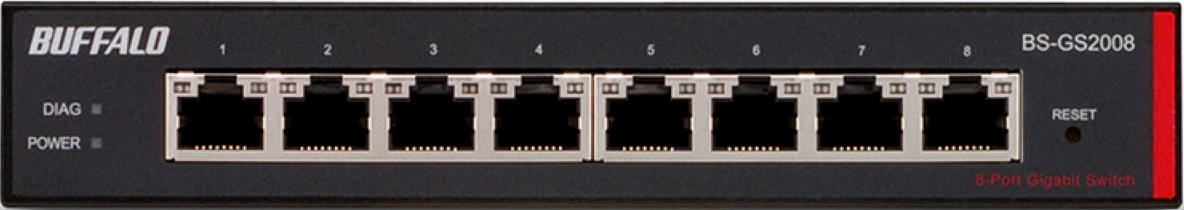 BUFFALO
1 2 3 4 5 6 7 8
BS-GS2008
DIAG
POWER
RESET
8-Port Gigabit Switch